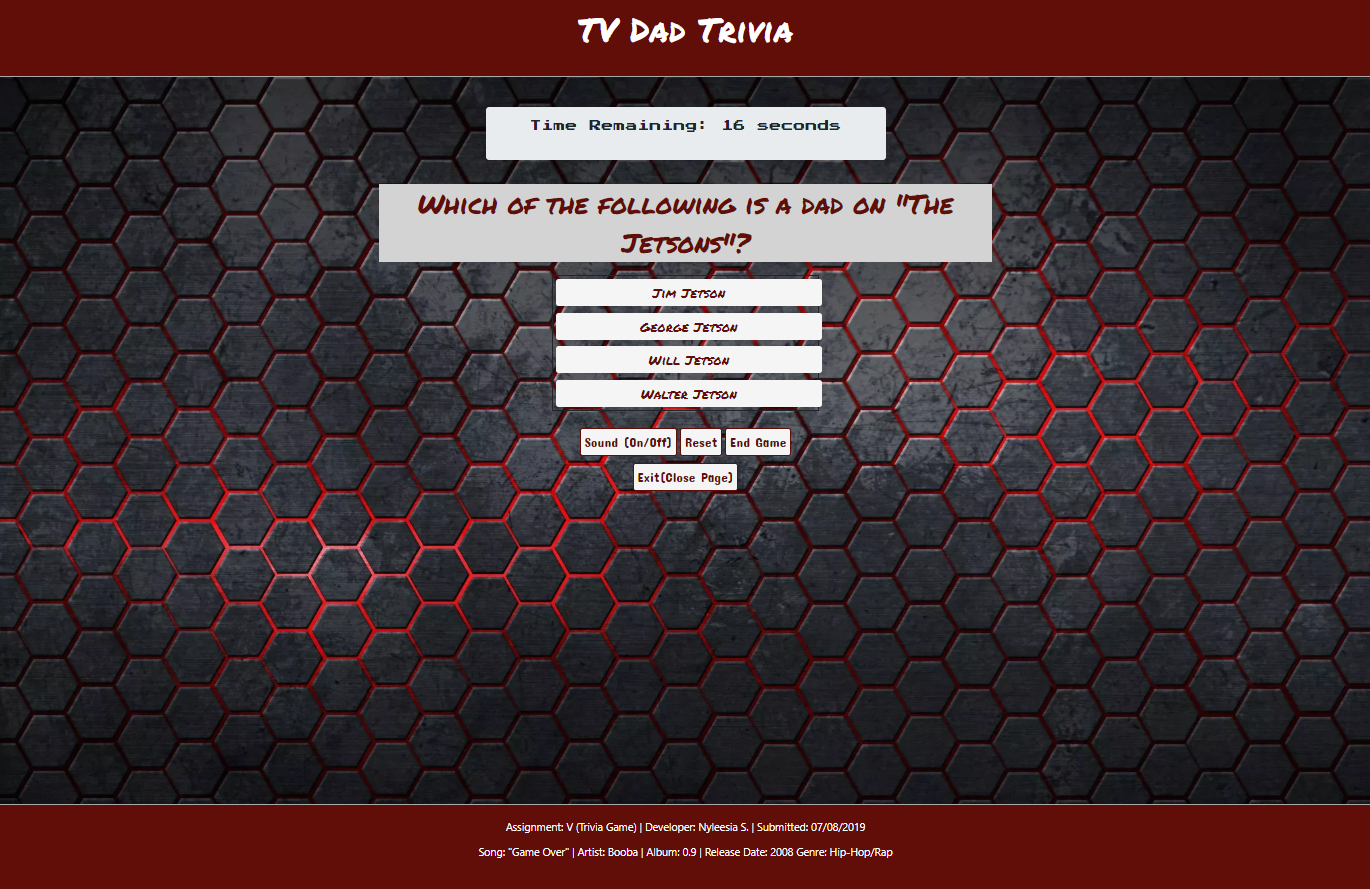 TV Dad Trivia
Time Remaining: 16 seconds
Which of the following is a dad on "The
Jetsons"?
Jim Jetson
George Jetson
Will Jetson
Walter Jetson
Sound (On/Off) Reset End Game
Exit(Close Page)
Assignment: V (Trivia Game) | Developer: Nyleesia S. | Submitted: 07/08/2019
Song: "Game Over" | Artist: Booba | Album: 0.9 | Release Date: 2008 Genre: Hip-Hop/Rap